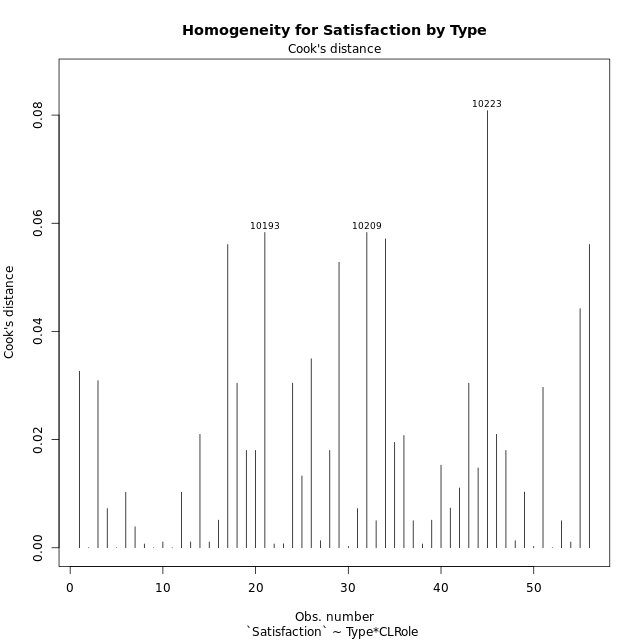 Homogeneity for Satisfaction by Type
Cook's distance
10223
10193
10209
Cook's distance
0.08
0.06
0.04
0.02
0.00
0 10 20 30 40 50
Obs. number
`Satisfaction` ~ Type*CLRole